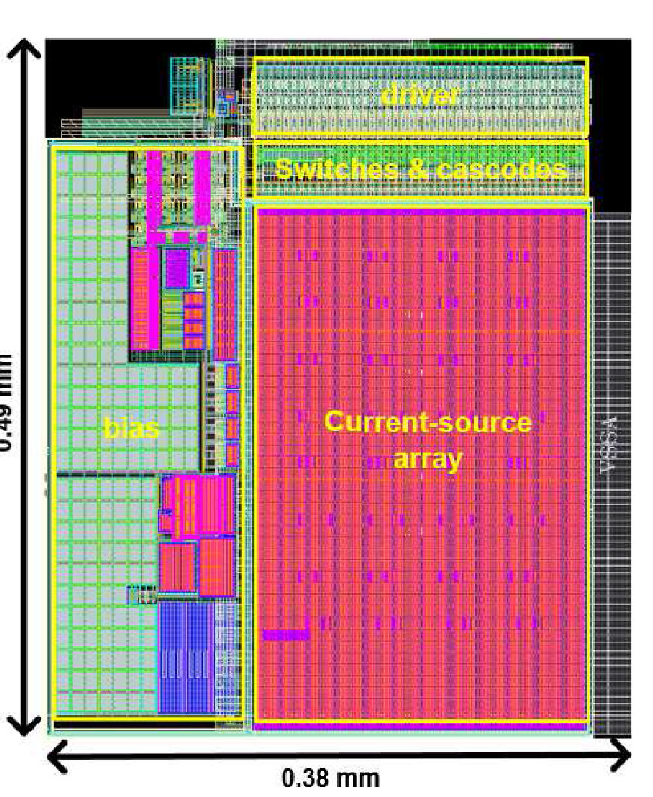 driver
Switches & cascodes
bias
Current-source
array
VSSA
0.49 mm
0.38 mm